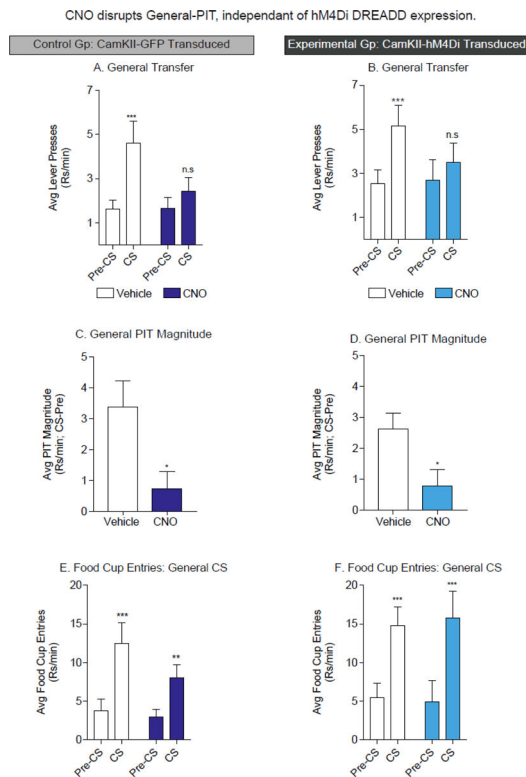 CNO disrupts General-PIT, independant of hM4Di DREADD expression.
Control Gp: CamKII-GFP Transduced
Experimental Gp: CamKII-hM4Di Transduced
A. General Transfer
B. General Transfer
Avg Lever Presses
(Rs/min)
7
5
3
1
***
n.s
Pre-CS
CS
Pre-CS
CS
Vehicle
CNO
Avg Lever Presses
(Rs/min)
7
5
3
1
***
n.s
Pre-CS
CS
Pre-CS
CS
Vehicle
CNO
C. General PIT Magnitude
D. General PIT Magnitude
Avg PIT Magnitude
(Rs/min; CS-Pre)
5
4
3
2
1
0
*
Vehicle
CNO
Avg PIT Magnitude
(Rs/min; CS-Pre)
5
4
3
2
1
0
*
Vehicle
CNO
E. Food Cup Entries: General CS
F. Food Cup Entries: General CS
Avg Food Cup Entries
(Rs/min)
20
15
10
5
0
***
**
Pre-CS
CS
Pre-CS
CS
Avg Food Cup Entries
(Rs/min)
20
15
10
5
0
***
***
Pre-CS
CS
Pre-CS
CS